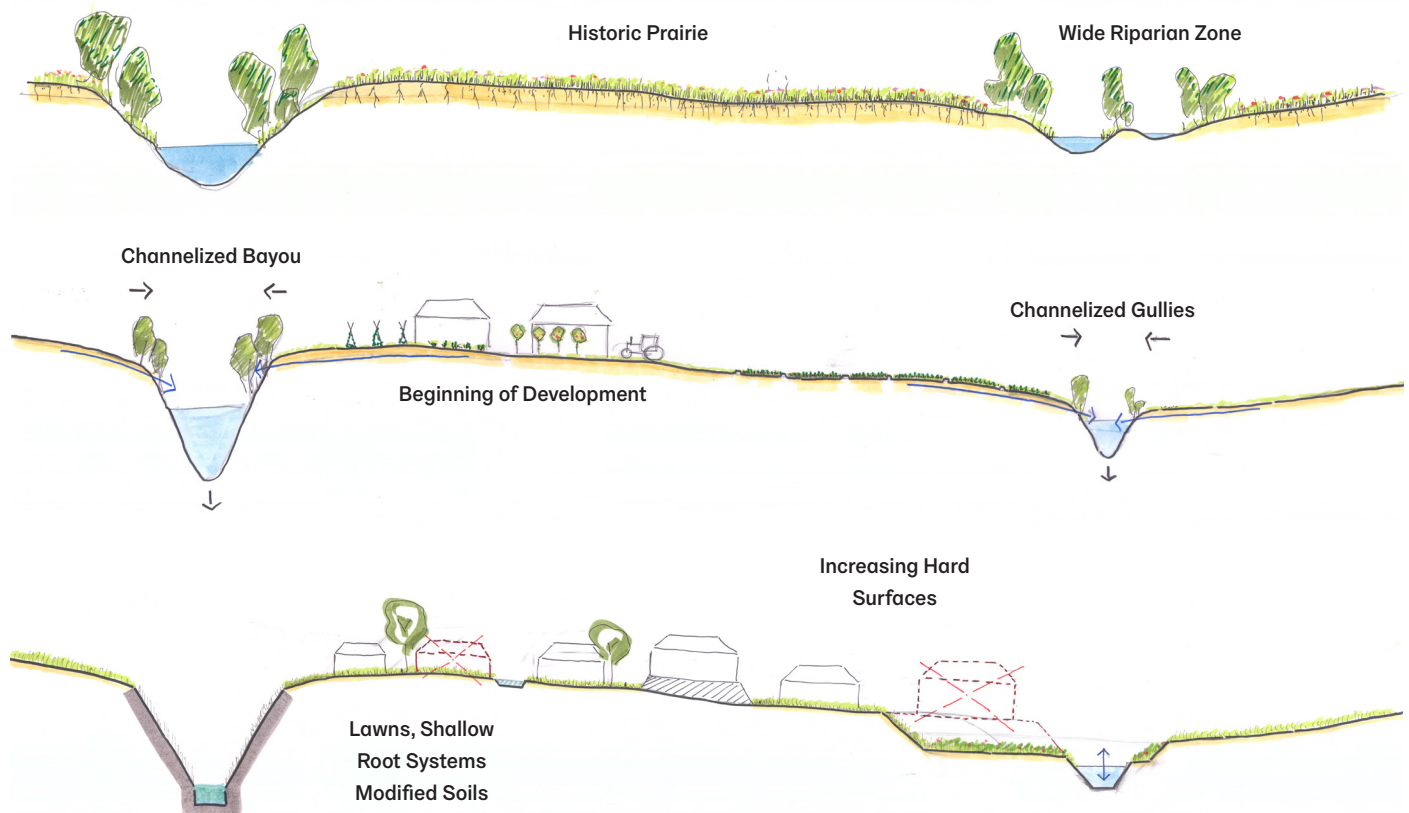 Historic Prairie
Wide Riparian Zone
Channelized Bayou
Channelized Gullies
Beginning of Development
Increasing Hard
Surfaces
Lawns, Shallow
Root Systems
Modified Soils